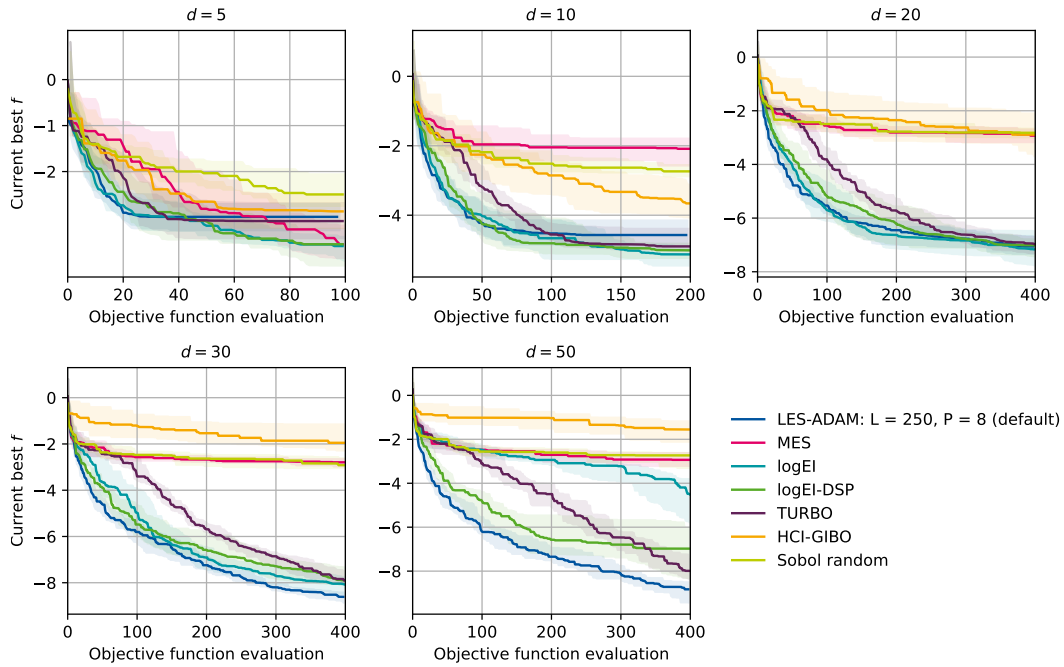 d = 5
d = 10
d = 20
Current best f
0
−1
−2
0
−2
−4
0
−2
−4
−6
−8
0 20 40 60 80 100
0 50 100 150 200
0 100 200 300 400
Objective function evaluation
Objective function evaluation
Objective function evaluation
d = 30
d = 50
Current best f
0
−2
−4
−6
−8
0
−2
−4
−6
−8
0 100 200 300 400
0 100 200 300 400
Objective function evaluation
Objective function evaluation
LES-ADAM: L = 250, P = 8 (default)
MES
logEI
logEI-DSP
TURBO
HCI-GIBO
Sobol random